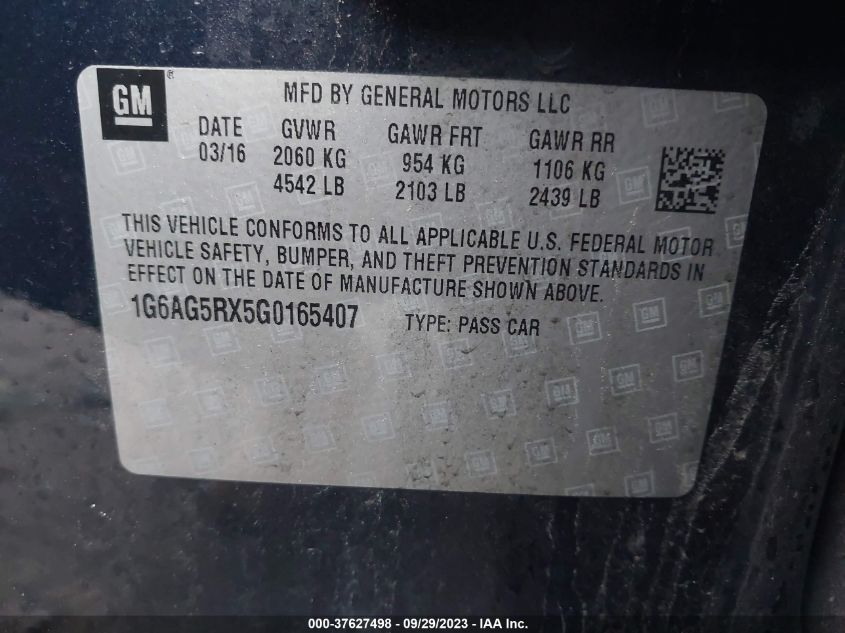 GM ®
MFD BY GENERAL MOTORS LLC
DATE GVWR GAWR FRT GAWR RR
03/16 2060 KG 954 KG 1106 KG
4542 LB 2103 LB 2439 LB
THIS VEHICLE CONFORMS TO ALL APPLICABLE U.S. FEDERAL MOTOR
VEHICLE SAFETY, BUMPER, AND THEFT PREVENTION STANDARDS IN
EFFECT ON THE DATE OF MANUFACTURE SHOWN ABOVE.
1G6AG5RX5G0165407 TYPE: PASS CAR
000-37627498 - 09/29/2023 - IAA Inc.